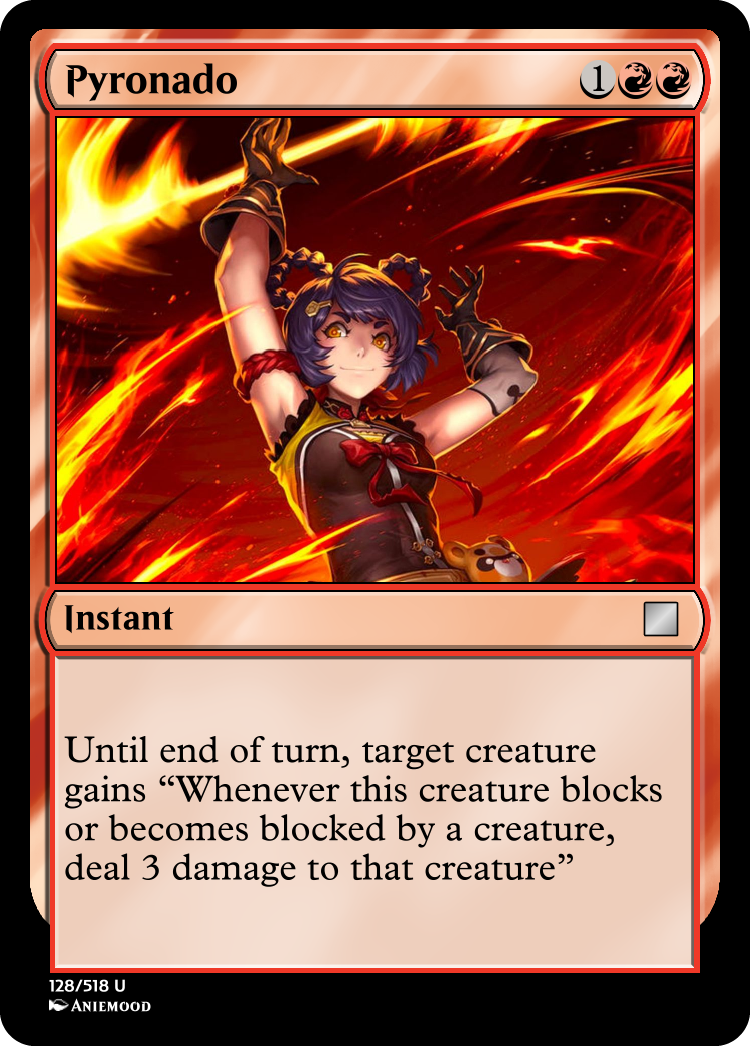 Pyronado 1
Instant
Until end of turn, target creature
gains “Whenever this creature blocks
or becomes blocked by a creature,
deal 3 damage to that creature”
128/518 U
Aniemood